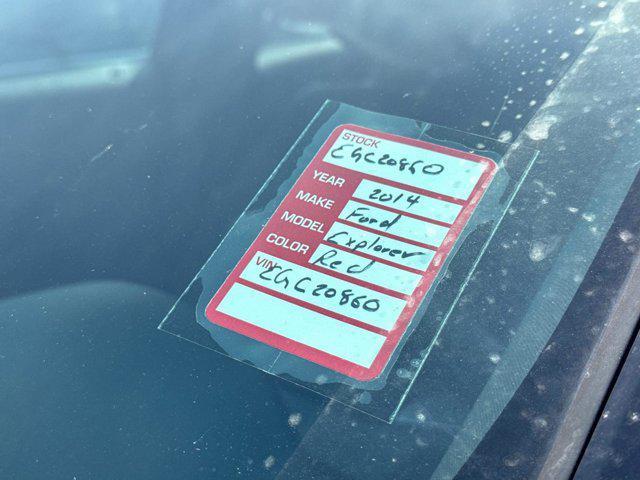 STOCK
EGC20860
YEAR 2014
MAKE Ford
MODEL Explorer
COLOR Red
VIN
EGC20860